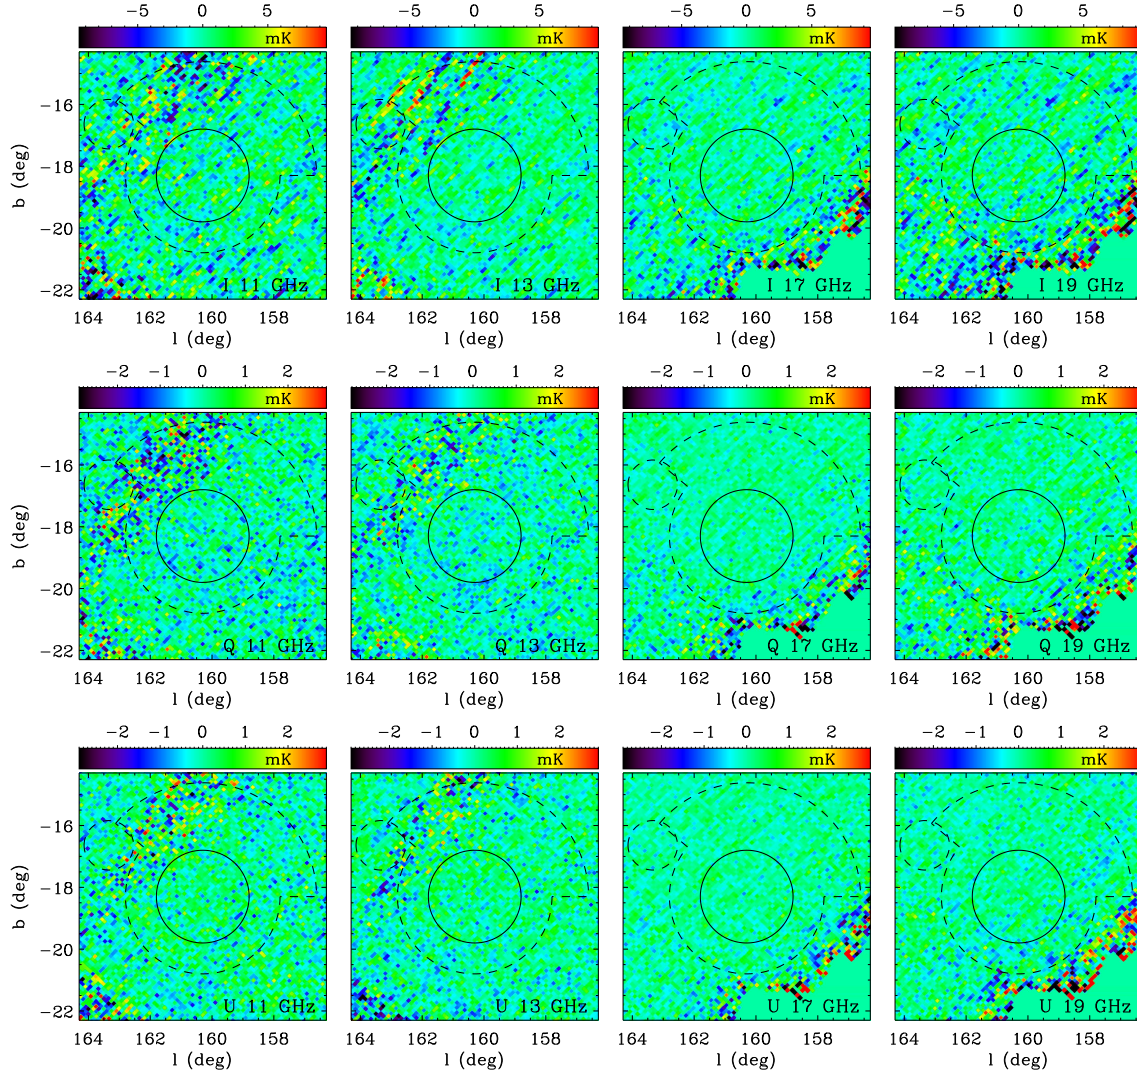 −5 0 5 −5 0 5 −5 0 5 −5 0 5
mK mK mK mK
−16
−18
−20
−22
b (deg)
I 11 GHz I 13 GHz I 17 GHz I 19 GHz
164 162 160 158 164 162 160 158 164 162 160 158 164 162 160 158
l (deg) l (deg) l (deg) l (deg)
−2 −1 0 1 2 −2 −1 0 1 2 −2 −1 0 1 2 −2 −1 0 1 2
mK mK mK mK
−16
−18
−20
−22
b (deg)
Q 11 GHz Q 13 GHz Q 17 GHz Q 19 GHz
164 162 160 158 164 162 160 158 164 162 160 158 164 162 160 158
l (deg) l (deg) l (deg) l (deg)
−2 −1 0 1 2 −2 −1 0 1 2 −2 −1 0 1 2 −2 −1 0 1 2
mK mK mK mK
−16
−18
−20
−22
b (deg)
U 11 GHz U 13 GHz U 17 GHz U 19 GHz
164 162 160 158 164 162 160 158 164 162 160 158 164 162 160 158
l (deg) l (deg) l (deg) l (deg)